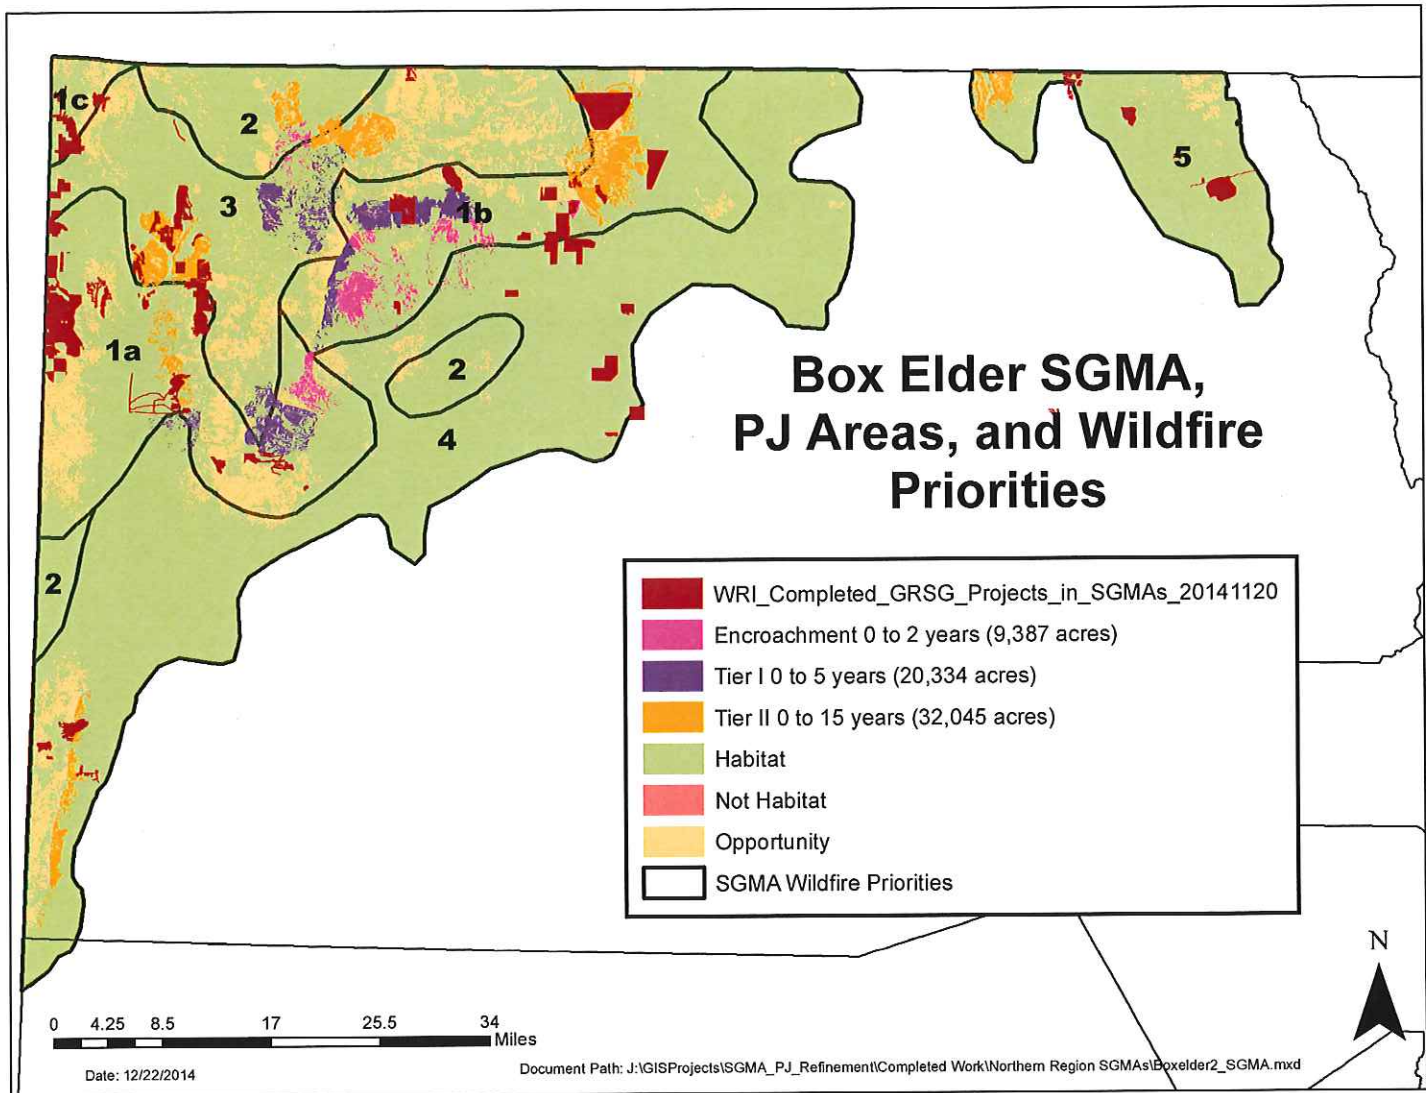 1c
2
5
3
1b
1a
2
4
2
Box Elder SGMA,
PJ Areas, and Wildfire
Priorities
WRI_Completed_GRSG_Projects_in_SGMAs_20141120
Encroachment 0 to 2 years (9,387 acres)
Tier I 0 to 5 years (20,334 acres)
Tier II 0 to 15 years (32,045 acres)
Habitat
Not Habitat
Opportunity
SGMA Wildfire Priorities
N
0 4.25 8.5 17 25.5 34
Miles
Date: 12/22/2014
Document Path: J:\GISProjects\SGMA_PJ_Refinement\Completed Work\Northern Region SGMAs\Boxelder2_SGMA.mxd